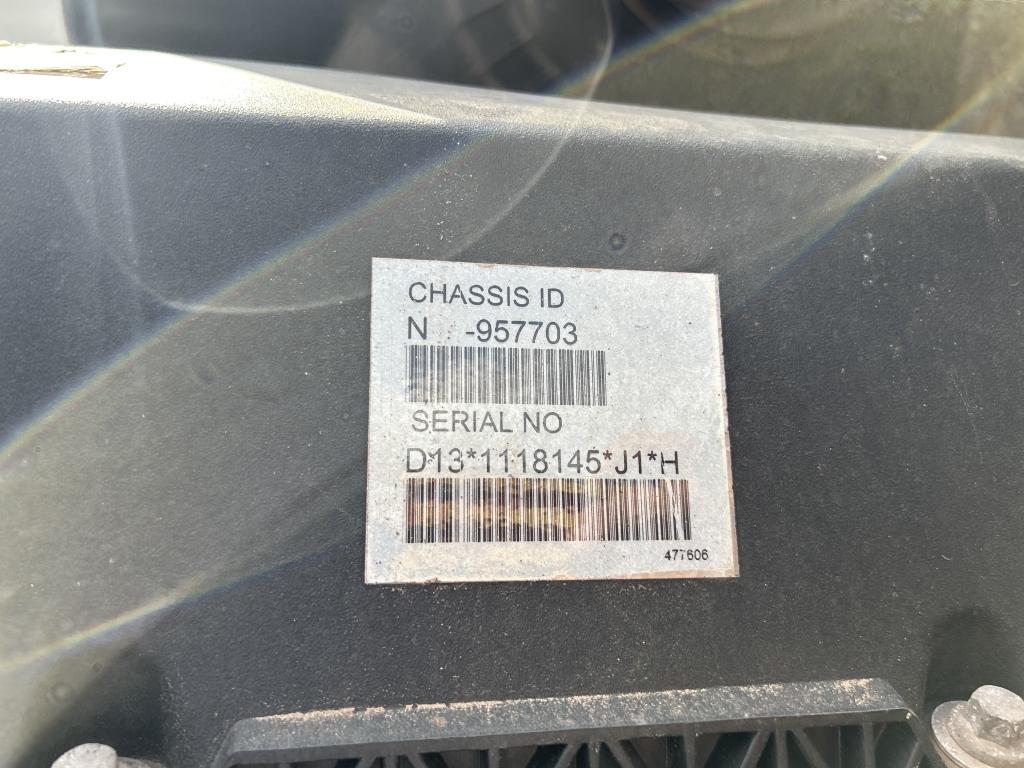 CHASSIS ID
N -957703
SERIAL NO
D13*1118145*J1*H
477606